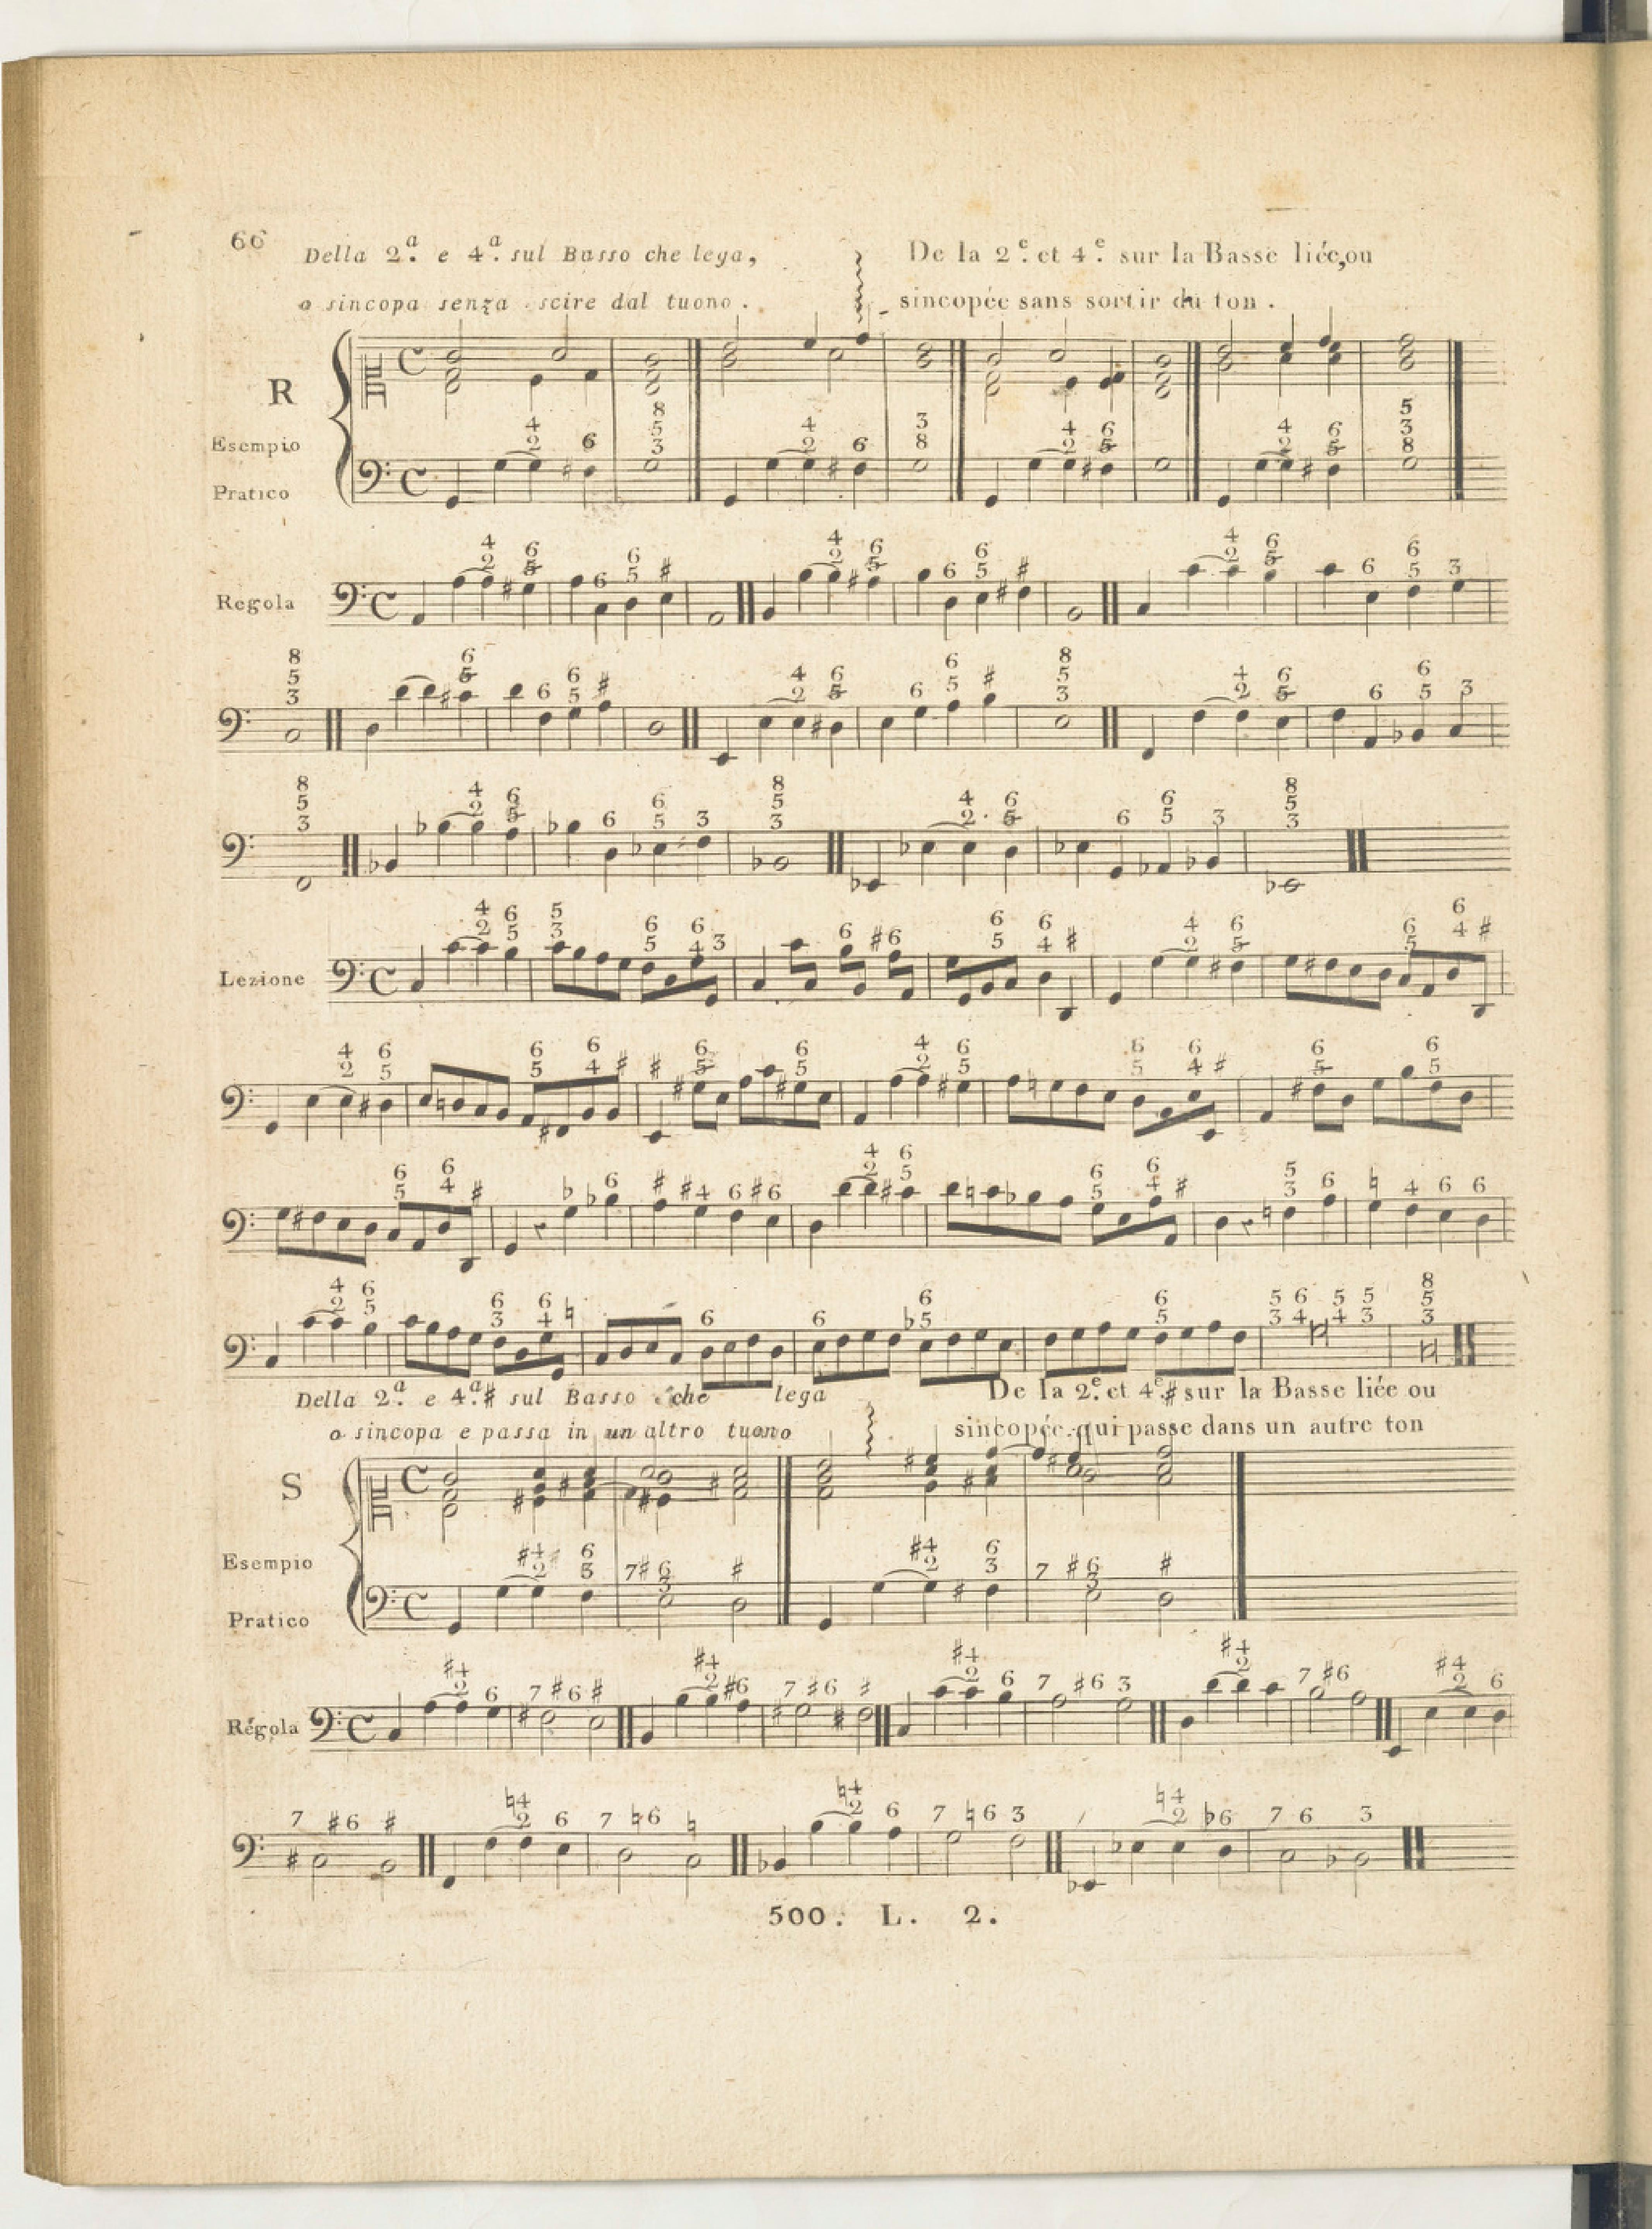 66
Della 2.ª e 4.ª sul Basso che lega,
o sincopa senza scire dal tuono.
De la 2.e et 4.e sur la Basse liée, ou
sincopée sans sortir du ton.
R
Esempio
Pratico
Regola
Lezione
Della 2.ª e 4.ª # sul Basso che lega
o sincopa e passa in un altro tuono
De la 2.e et 4.e # sur la Basse liée ou
sincopée qui passe dans un autre ton
S
Esempio
Pratico
Régola
500. L. 2.